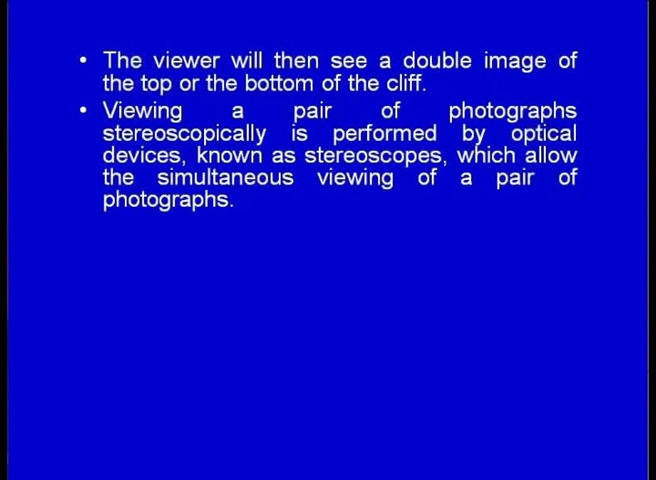 • The viewer will then see a double image of
the top or the bottom of the cliff.
• Viewing a pair of photographs
stereoscopically is performed by optical
devices, known as stereoscopes, which allow
the simultaneous viewing of a pair of
photographs.